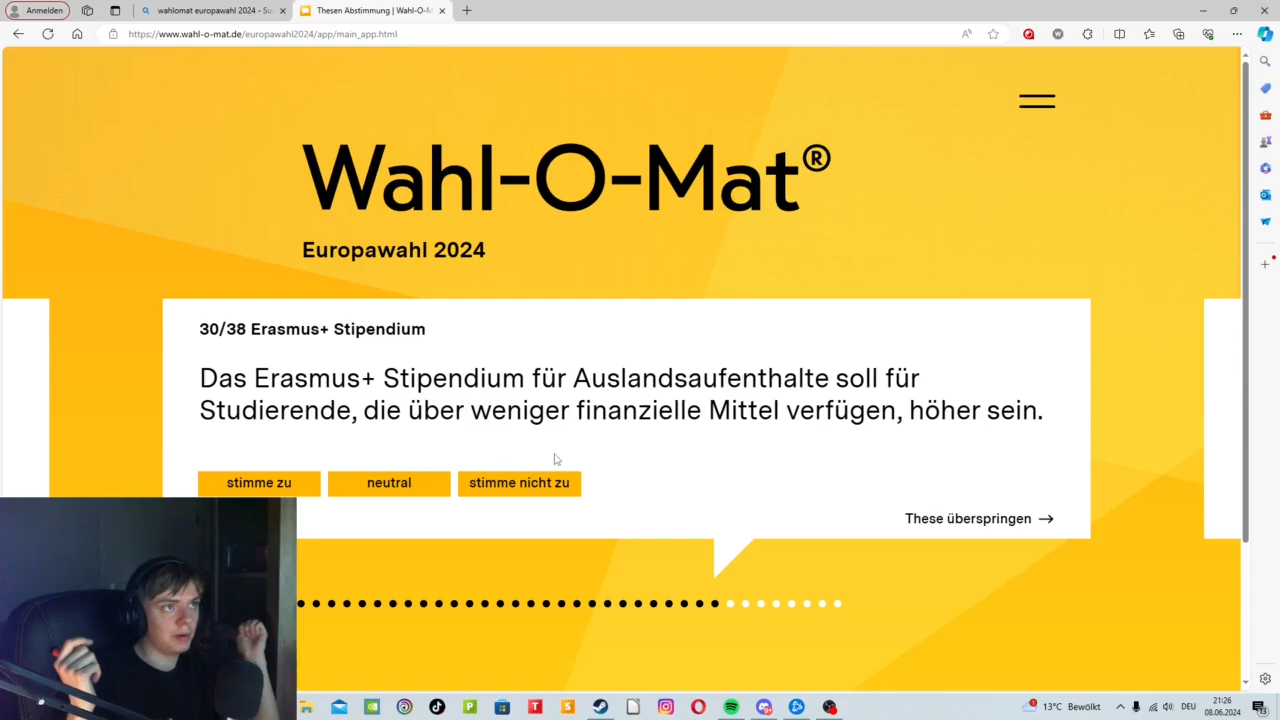 Anmelden
wahlomat europawahl 2024 - Su
Thesen Abstimmung | Wahl-O-M
https://www.wahl-o-mat.de/europawahl2024/app/main_app.html
Wahl-O-Mat®
Europawahl 2024
30/38 Erasmus+ Stipendium
Das Erasmus+ Stipendium für Auslandsaufenthalte soll für
Studierende, die über weniger finanzielle Mittel verfügen, höher sein.
stimme zu
neutral
stimme nicht zu
These überspringen →
13°C Bewölkt
DEU
21:26
08.06.2024